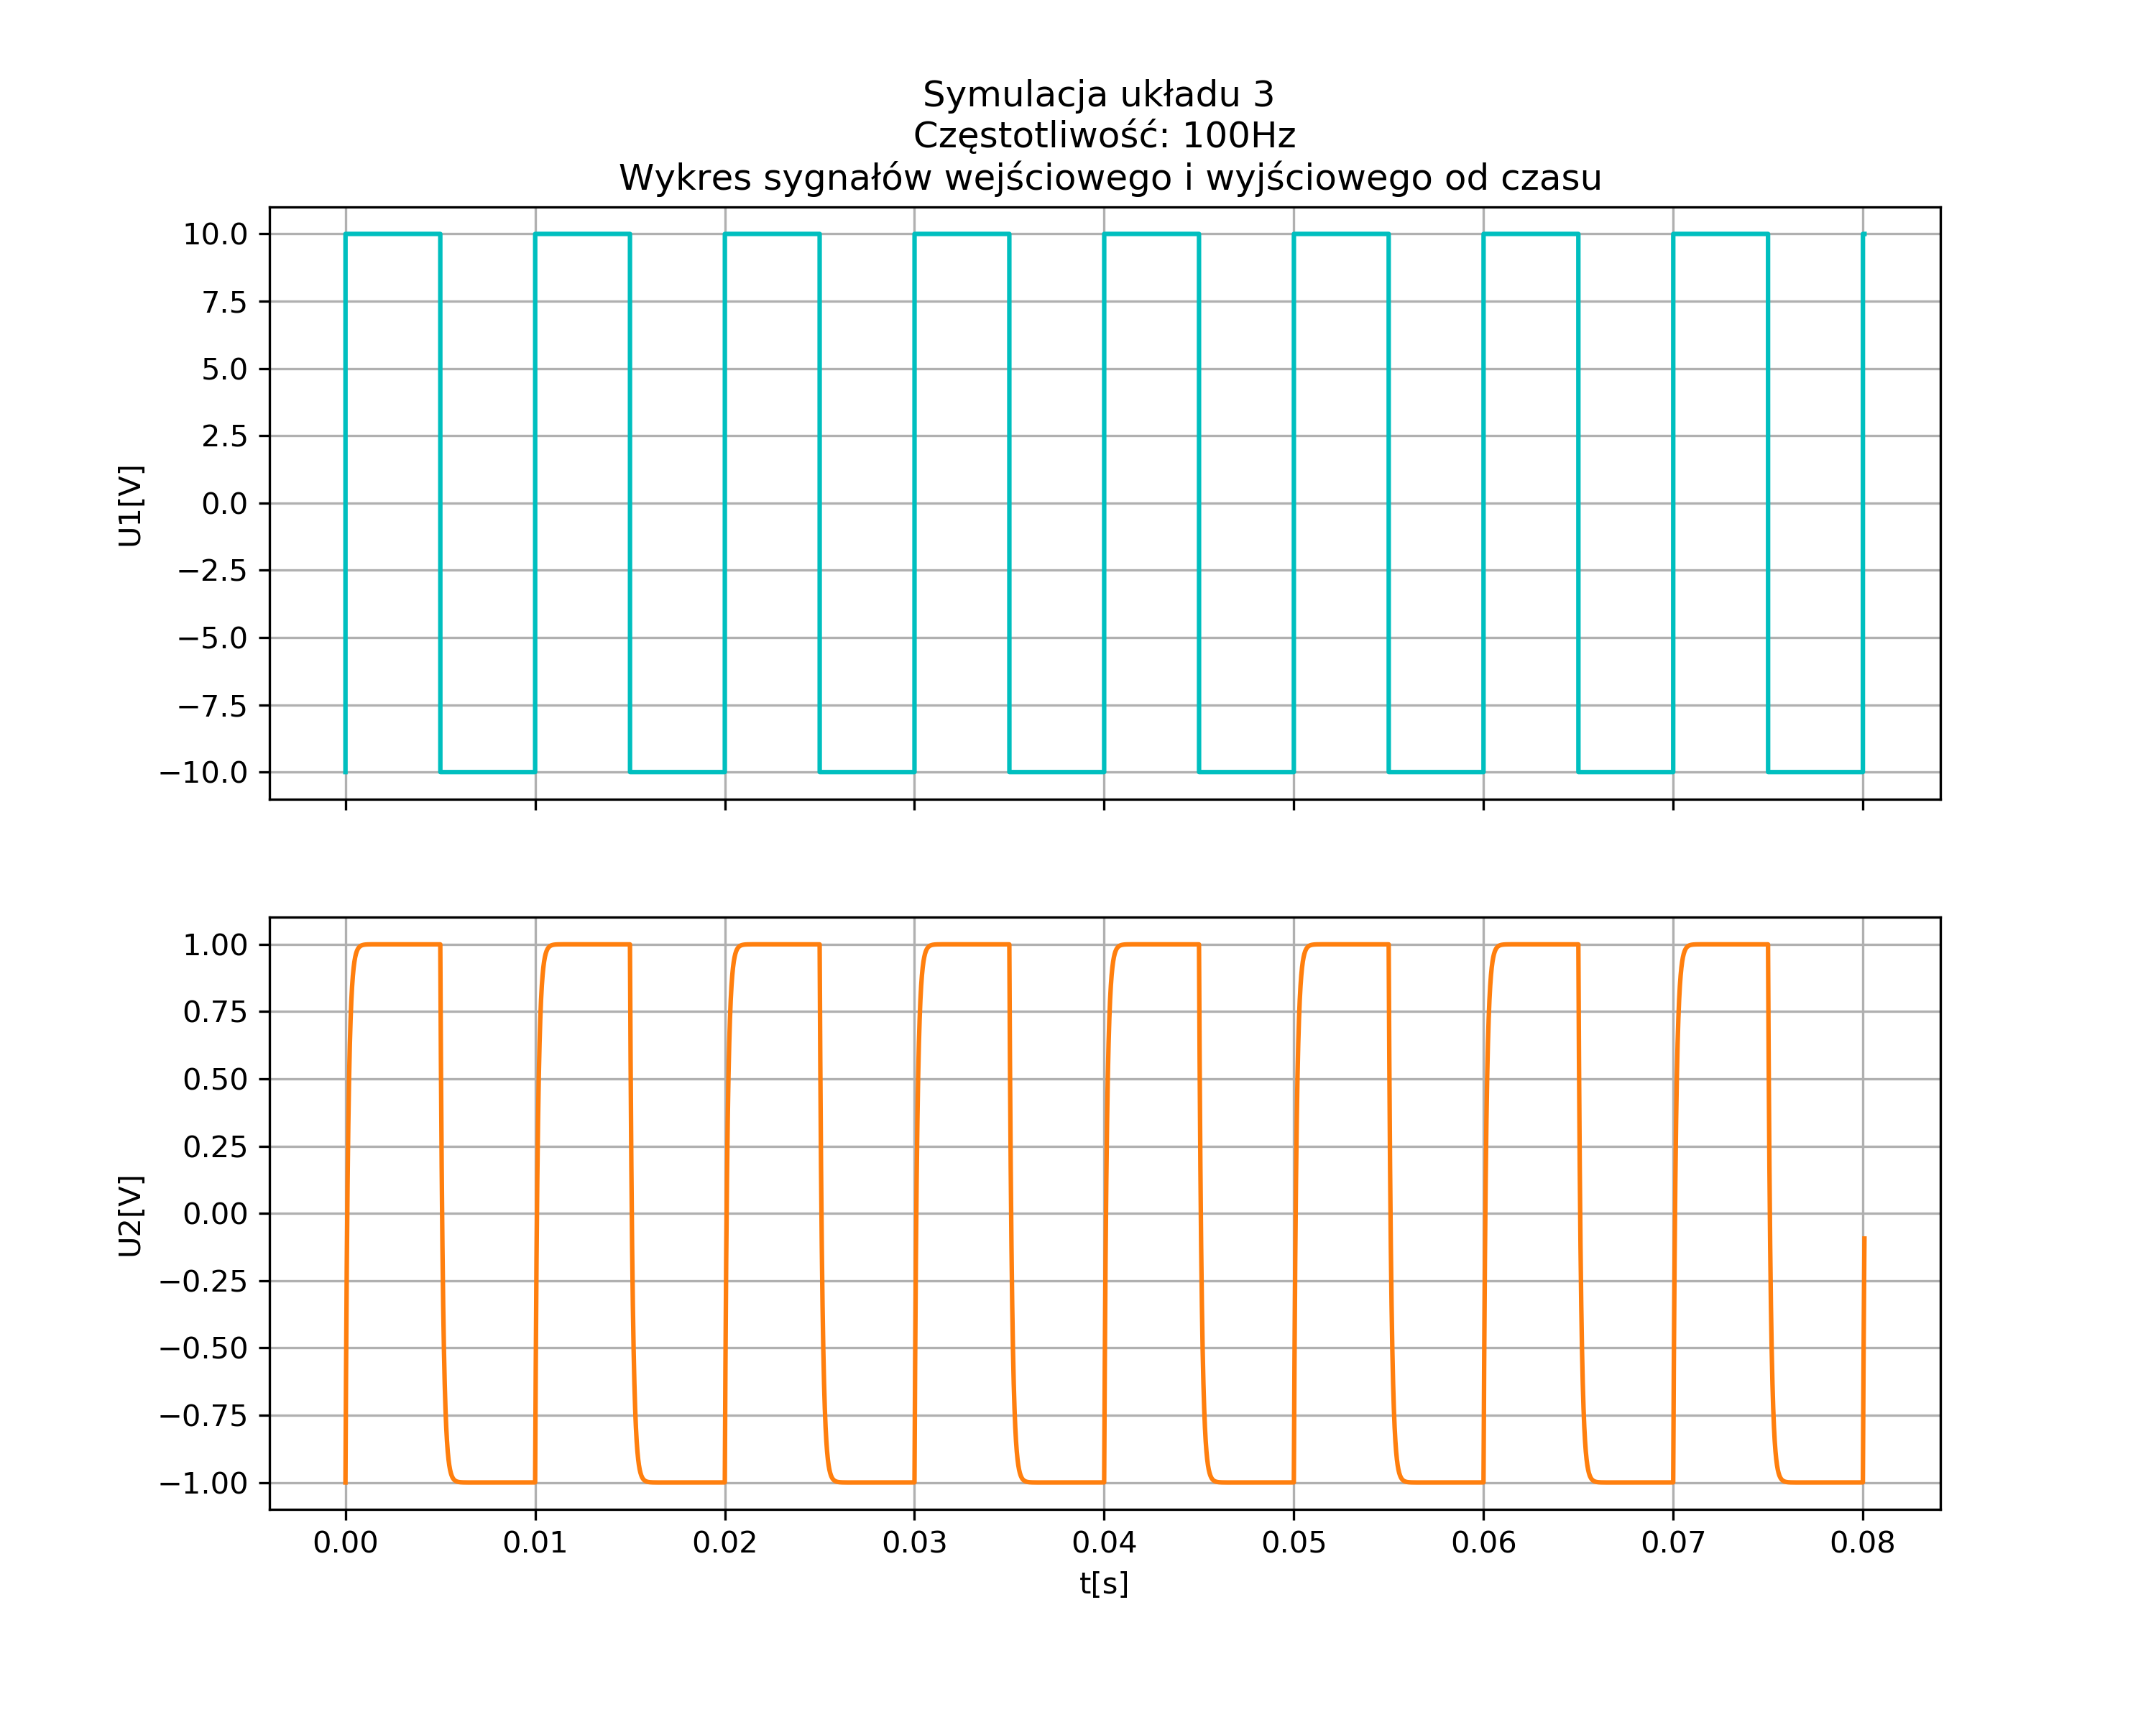 Symulacja układu 3
Częstotliwość: 100Hz
Wykres sygnałów wejściowego i wyjściowego od czasu
10.0
7.5
5.0
2.5
0.0
−2.5
−5.0
−7.5
−10.0
U1[V]
1.00
0.75
0.50
0.25
0.00
−0.25
−0.50
−0.75
−1.00
U2[V]
0.00 0.01 0.02 0.03 0.04 0.05 0.06 0.07 0.08
t[s]